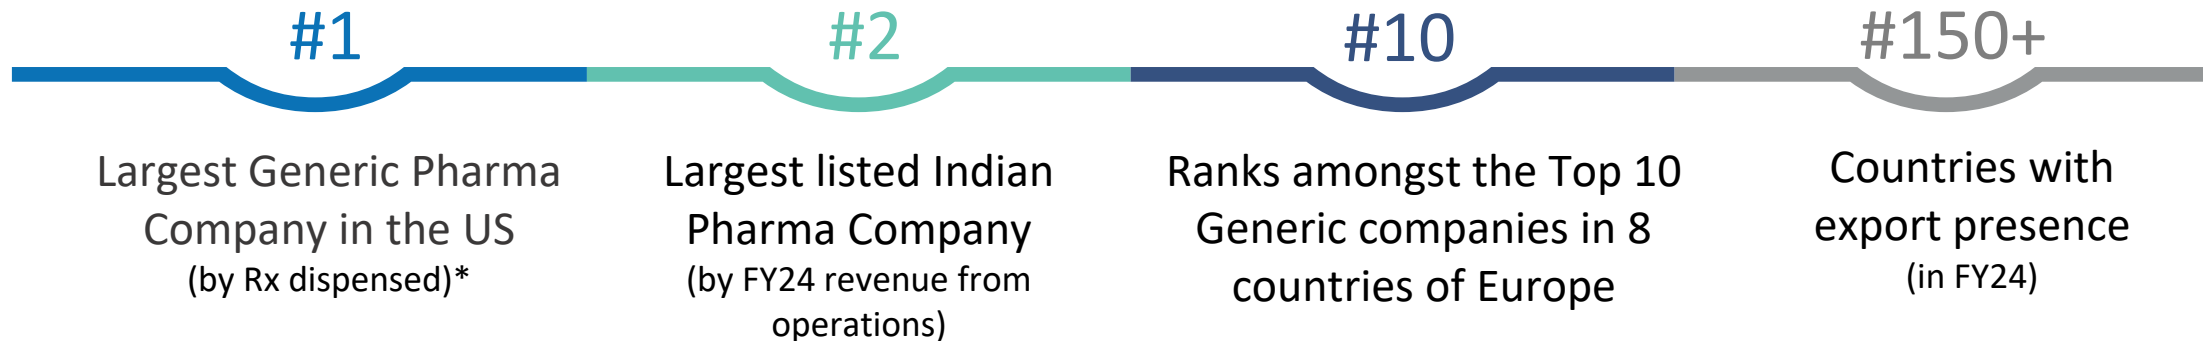 #1
Largest Generic Pharma
Company in the US
(by Rx dispensed)*
#2
Largest listed Indian
Pharma Company
(by FY24 revenue from
operations)
#10
Ranks amongst the Top 10
Generic companies in 8
countries of Europe
#150+
Countries with
export presence
(in FY24)